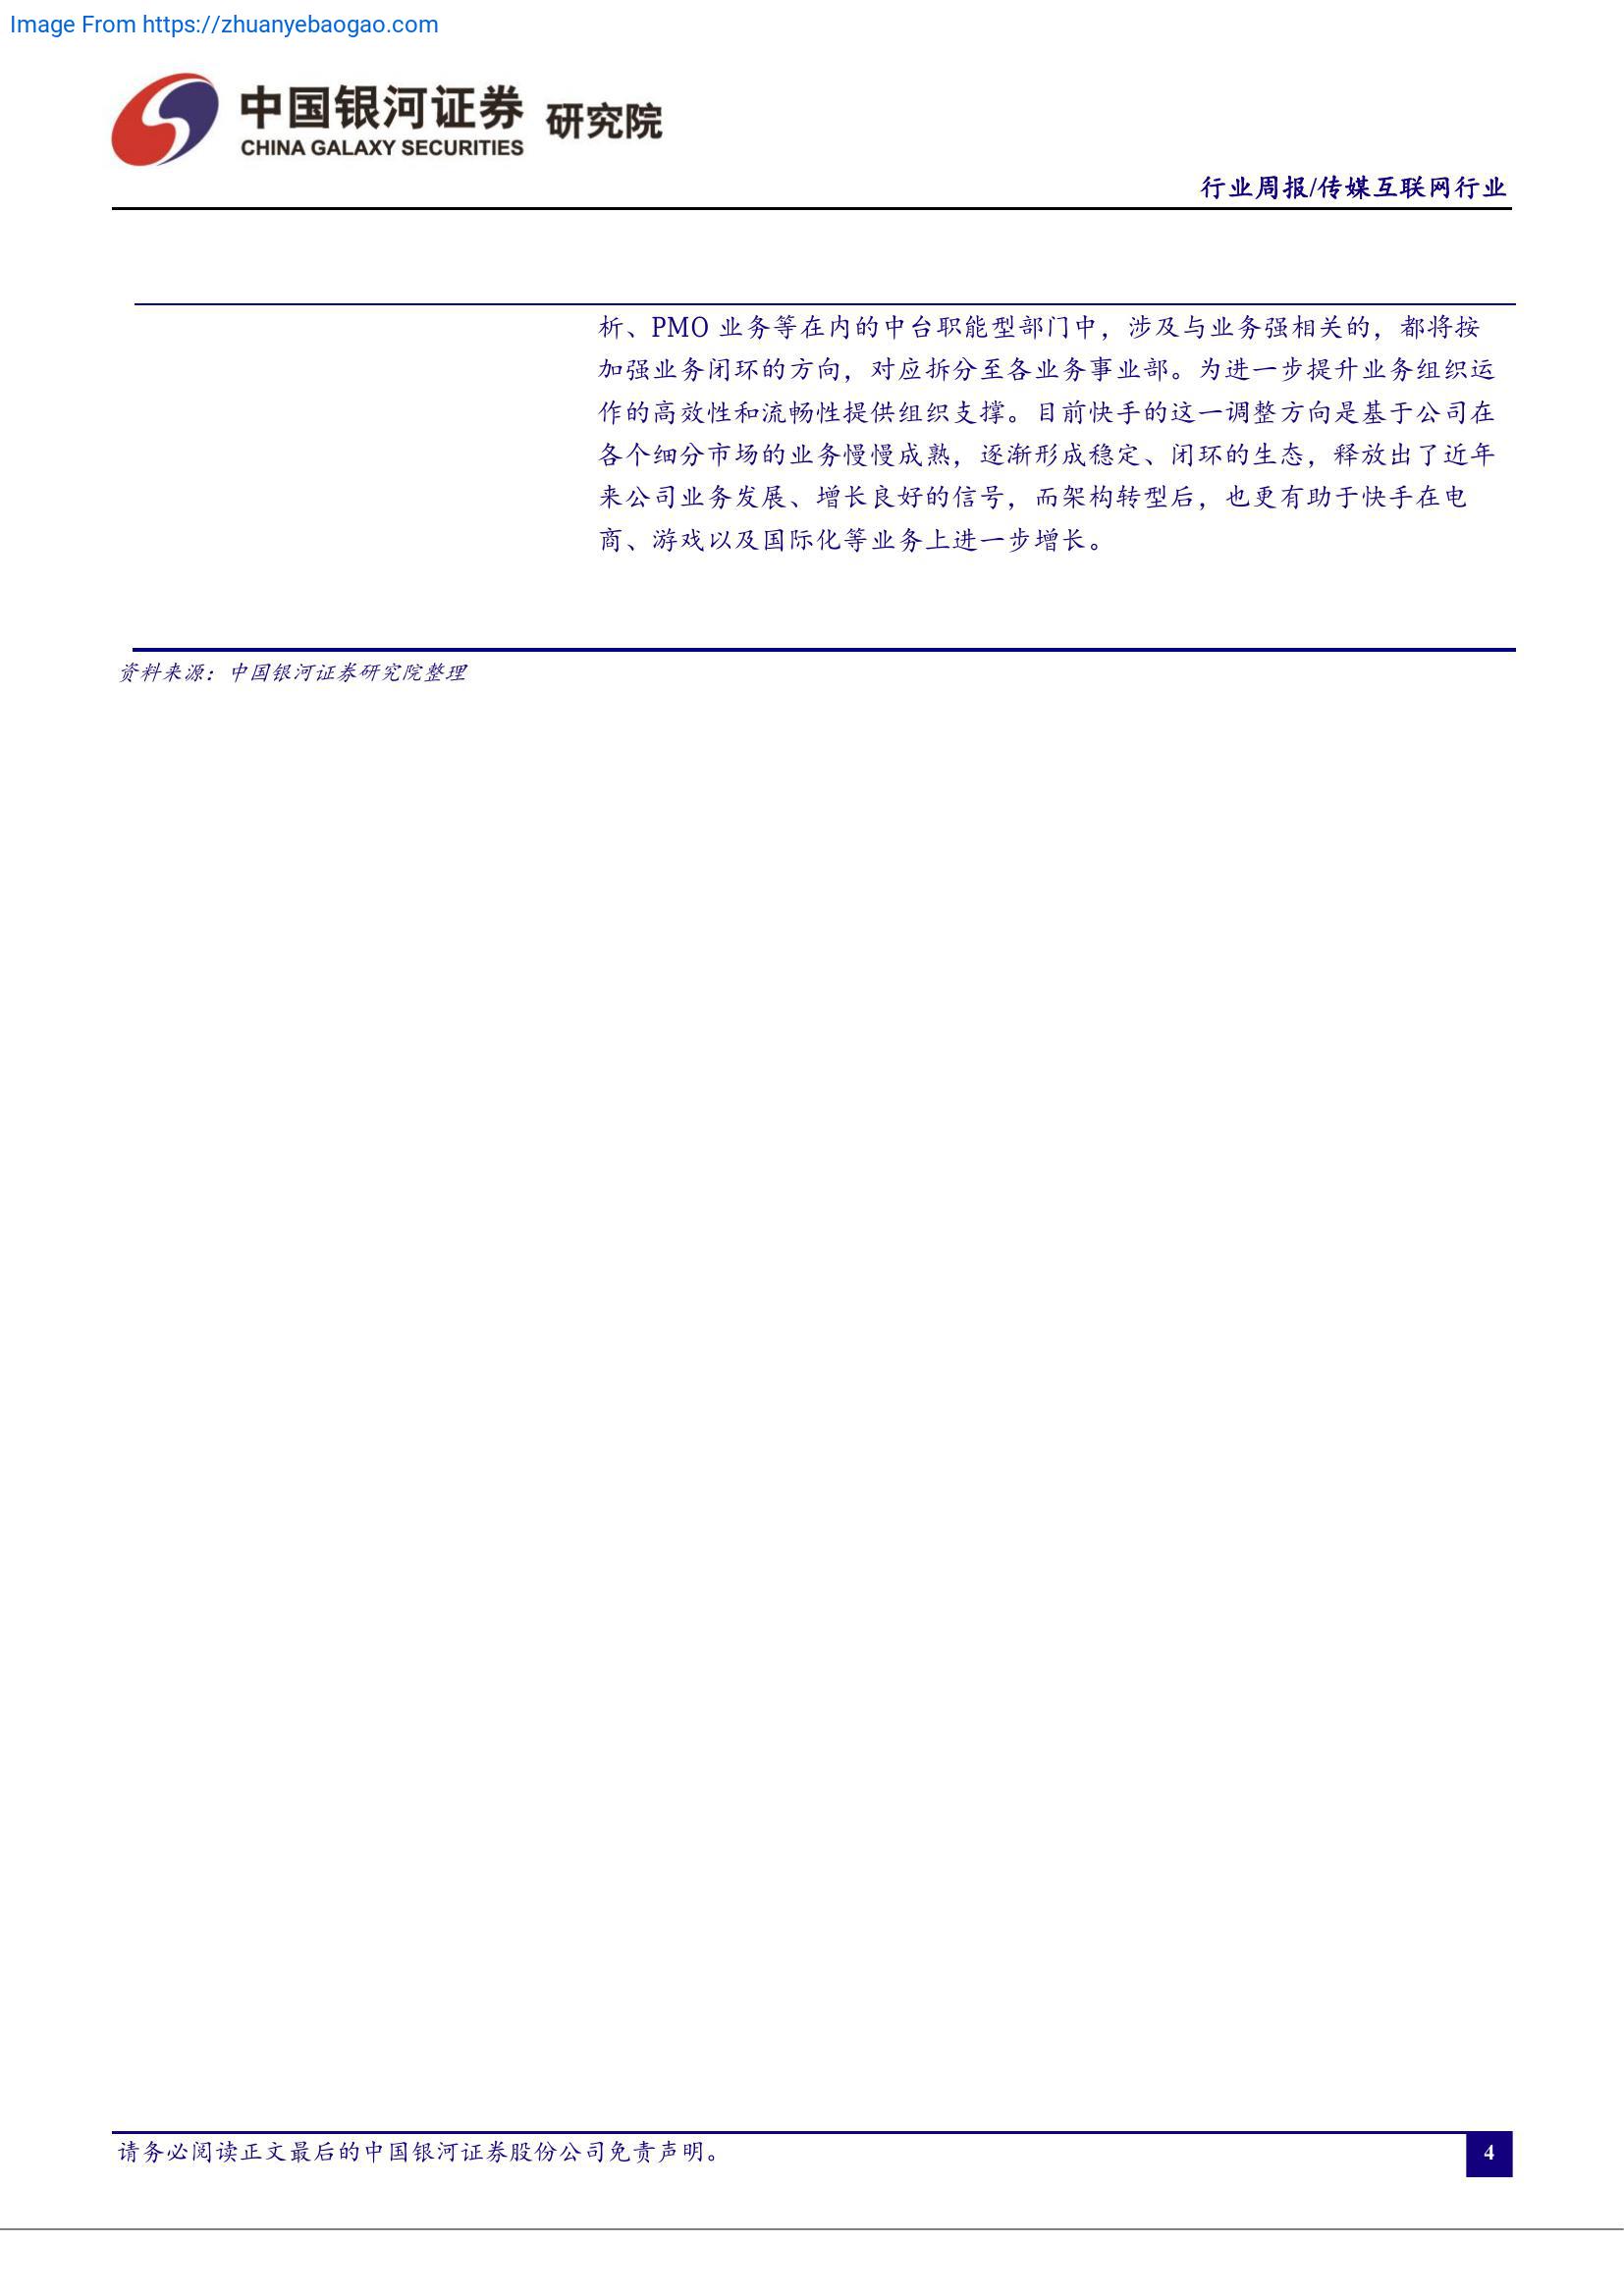 Image From https://zhuanyebaogao.com
中国银河证券 研究院
CHINA GALAXY SECURITIES
行业周报/传媒互联网行业
析、PMO 业务等在内的中台职能型部门中，涉及与业务强相关的，都将按
加强业务闭环的方向，对应拆分至各业务事业部。为进一步提升业务组织运
作的高效性和流畅性提供组织支撑。目前快手的这一调整方向是基于公司在
各个细分市场的业务慢慢成熟，逐渐形成稳定、闭环的生态，释放出了近年
来公司业务发展、增长良好的信号，而架构转型后，也更有助于快手在电
商、游戏以及国际化等业务上进一步增长。
资料来源：中国银河证券研究院整理
请务必阅读正文最后的中国银河证券股份公司免责声明。
4